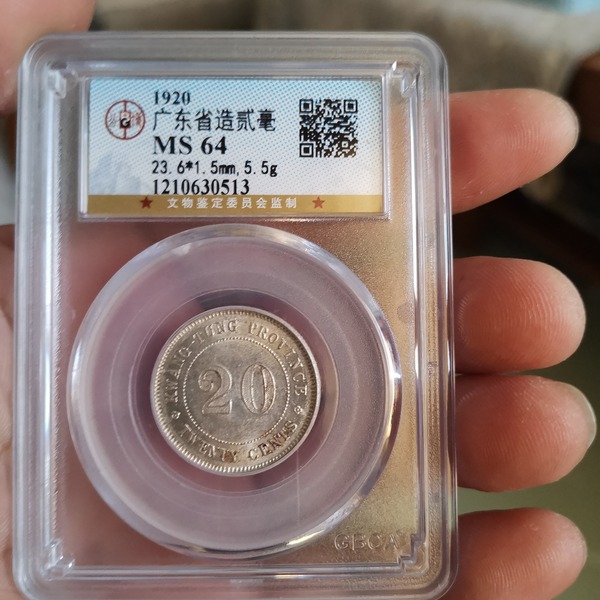 1920
广东省造贰毫
MS 64
23.6*1.5mm,5.5g
1210630513
★ 文物鉴定委员会监制 ★
KWANG-TUNG PROVINCE
20
TWENTY CENTS
GBCA